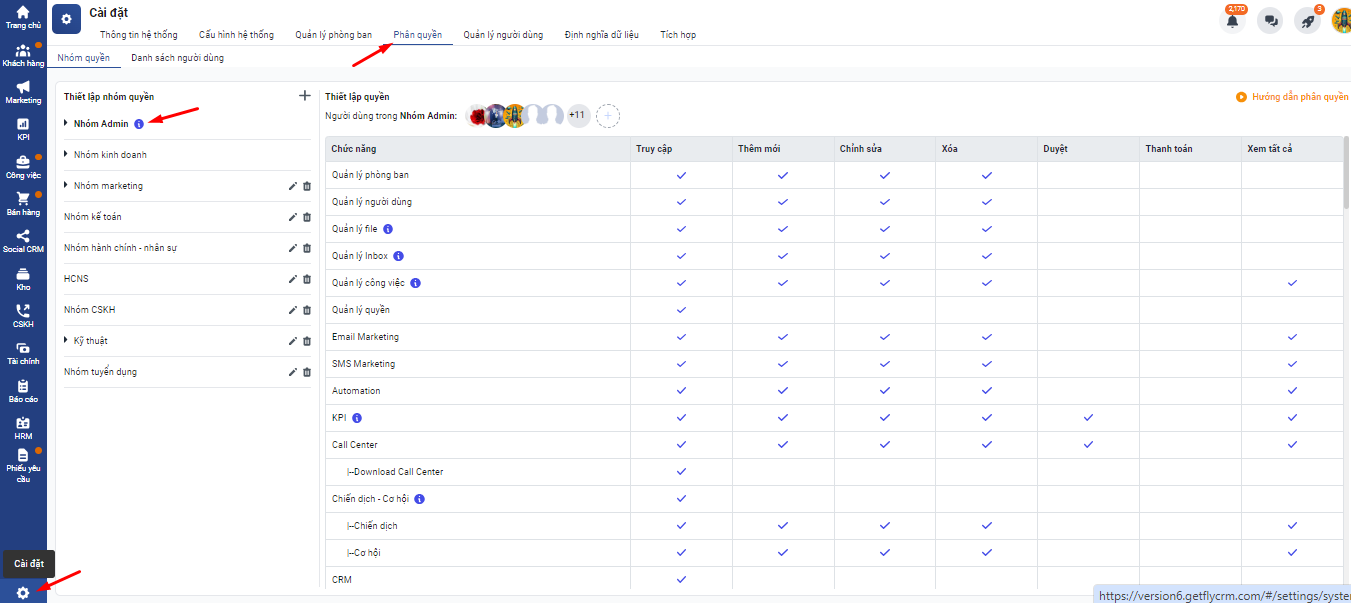 Cài đặt
2,170
3
Thông tin hệ thống Cấu hình hệ thống Quản lý phòng ban Phân quyền Quản lý người dùng Định nghĩa dữ liệu Tích hợp
Nhóm quyền Danh sách người dùng
Trang chủ
Khách hàng
Marketing
KPI
Công việc
Bán hàng
Social CRM
Kho
CSKH
Tài chính
Báo cáo
HRM
Phiếu yêu
cầu
Cài đặt
Thiết lập nhóm quyền
Nhóm Admin
Nhóm kinh doanh
Nhóm marketing
Nhóm kế toán
Nhóm hành chính - nhân sự
HCNS
Nhóm CSKH
Kỹ thuật
Nhóm tuyển dụng
Thiết lập quyền
Hướng dẫn phân quyền
Người dùng trong Nhóm Admin: +11
Chức năng Truy cập Thêm mới Chỉnh sửa Xóa Duyệt Thanh toán Xem tất cả
Quản lý phòng ban
Quản lý người dùng
Quản lý file
Quản lý Inbox
Quản lý công việc
Quản lý quyền
Email Marketing
SMS Marketing
Automation
KPI
Call Center
|--Download Call Center
Chiến dịch - Cơ hội
|--Chiến dịch
|--Cơ hội
CRM
https://version6.getflycrm.com/#/settings/syster